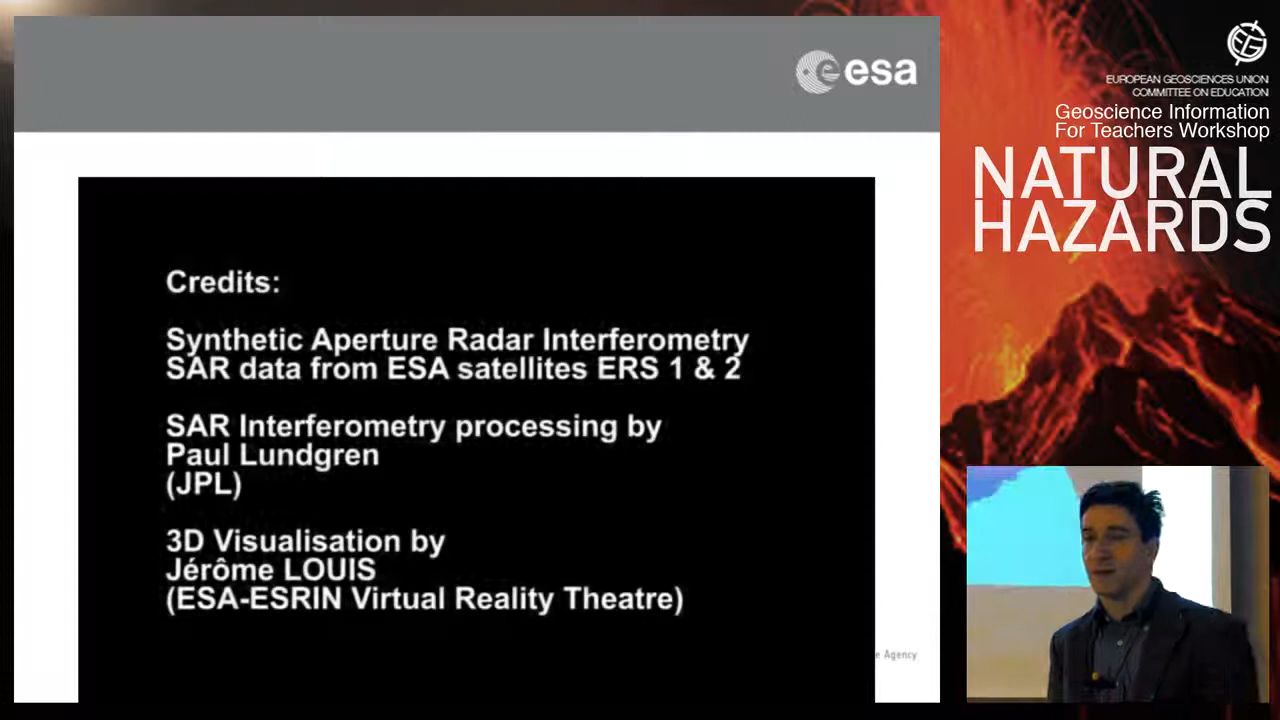 esa
Credits:
Synthetic Aperture Radar Interferometry
SAR data from ESA satellites ERS 1 & 2
SAR Interferometry processing by
Paul Lundgren
(JPL)
3D Visualisation by
Jérôme LOUIS
(ESA-ESRIN Virtual Reality Theatre)
e Agency
EUROPEAN GEOSCIENCES UNION
COMMITTEE ON EDUCATION
Geoscience Information
For Teachers Workshop
NATURAL
HAZARDS